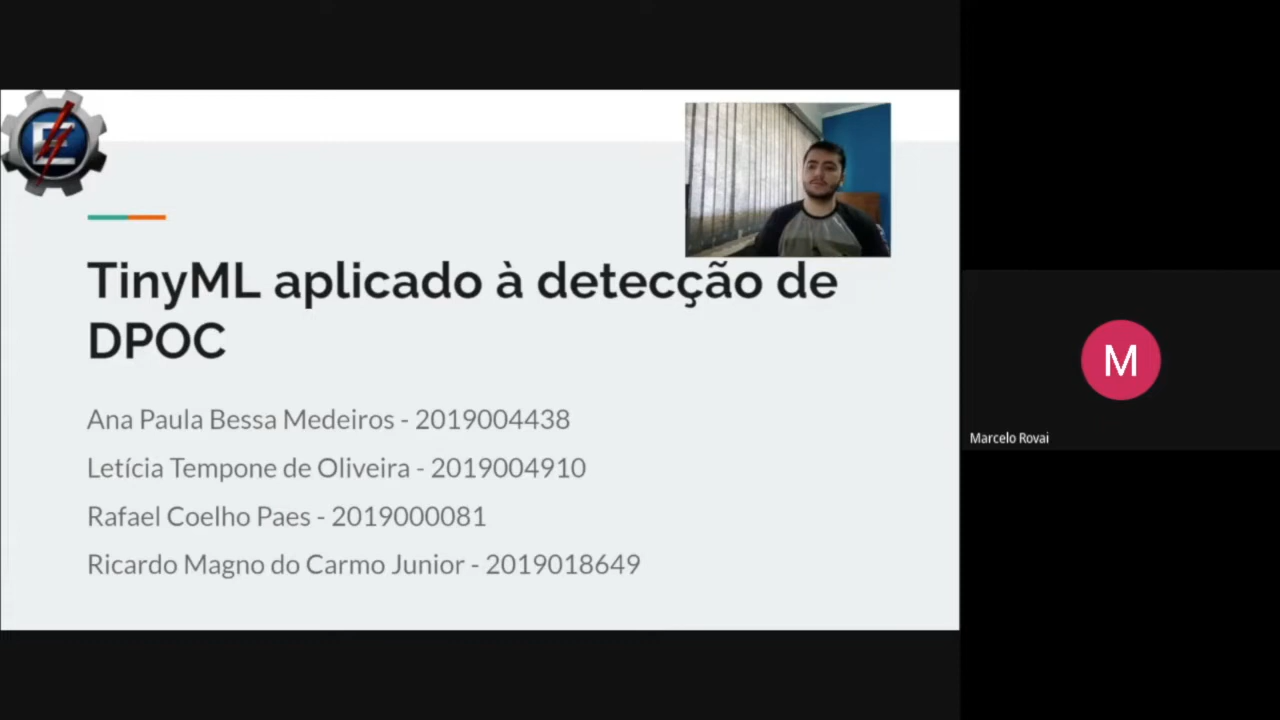 E
TinyML aplicado à detecção de
DPOC
Ana Paula Bessa Medeiros - 2019004438
Letícia Tempone de Oliveira - 2019004910
Rafael Coelho Paes - 2019000081
Ricardo Magno do Carmo Junior - 2019018649
M
Marcelo Rovai